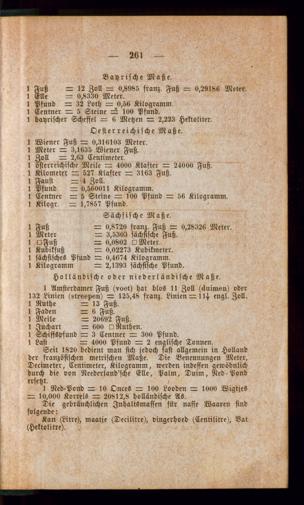 — 261 —
Bayrische Maße.
1 Fuß = 12 Zoll = 0,8985 franz. Fuß = 0,29186 Meter.
1 Elle = 0,8330 Meter.
1 Pfund = 32 Loth = 0,56 Kilogramm.
1 Centner = 5 Steine = 100 Pfund.
1 bayrischer Scheffel = 6 Metzen = 2,223 Hektoliter.
Oesterreichische Maße.
1 Wiener Fuß = 0,316103 Meter.
1 Meter = 3,1635 Wiener Fuß.
1 Zoll = 2,63 Centimeter.
1 österreichische Meile = 4000 Klafter = 24000 Fuß.
1 Kilometer = 527 Klafter = 3163 Fuß.
1 Faust = 4 Zoll.
1 Pfund = 0,560011 Kilogramm.
1 Centner = 5 Steine = 100 Pfund = 56 Kilogramm.
1 Kilogr. = 1,7857 Pfund.
Sächsische Maße.
1 Fuß = 0,8720 franz. Fuß = 0,28326 Meter.
1 Meter = 3,5303 sächsische Fuß.
1 □Fuß = 0,0802 □Meter.
1 Kubikfuß = 0,02273 Kubikmeter.
1 sächsisches Pfund = 0,4674 Kilogramm.
1 Kilogramm = 2,1393 sächsische Pfund.
Holländische oder niederländische Maße.
1 Amsterdamer Fuß (voet) hat blos 11 Zoll (duimen) oder
132 Linien (streepen) = 125,48 franz. Linien = 11¼ engl. Zoll.
1 Ruthe = 13 Fuß.
1 Faden = 6 Fuß.
1 Meile = 20692 Fuß.
1 Juchart = 600 □Ruthen.
1 Schiffspfund = 3 Centner = 300 Pfund.
1 Last = 4000 Pfund = 2 englische Tonnen.
Seit 1820 bedient man sich jedoch fast allgemein in Holland
der französischen metrischen Maße. Die Benennungen Meter,
Decimeter, Centimeter, Kilogramm, werden indessen gewöhnlich
durch die von Neederland'sche Elle, Palm, Duim, Ned-Pond
ersetzt.
1 Ned-Pond = 10 Onces = 100 Looden = 1000 Wigtjes
= 10,000 Korrels = 20812,8 holländische As.
Die gebräuchlichen Inhaltsmassen für nasse Waaren sind
folgende:
Kan (Litre), maatje (Decilitre), vingerhoed (Centilitre), Vat
(Hektolitre).